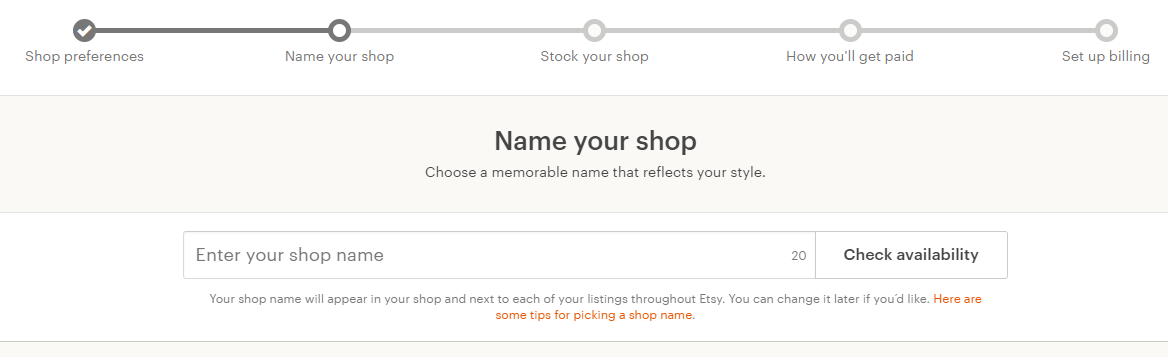 Shop preferences
Name your shop
Stock your shop
How you'll get paid
Set up billing
Name your shop
Choose a memorable name that reflects your style.
Enter your shop name
20
Check availability
Your shop name will appear in your shop and next to each of your listings throughout Etsy. You can change it later if you'd like. Here are
some tips for picking a shop name.